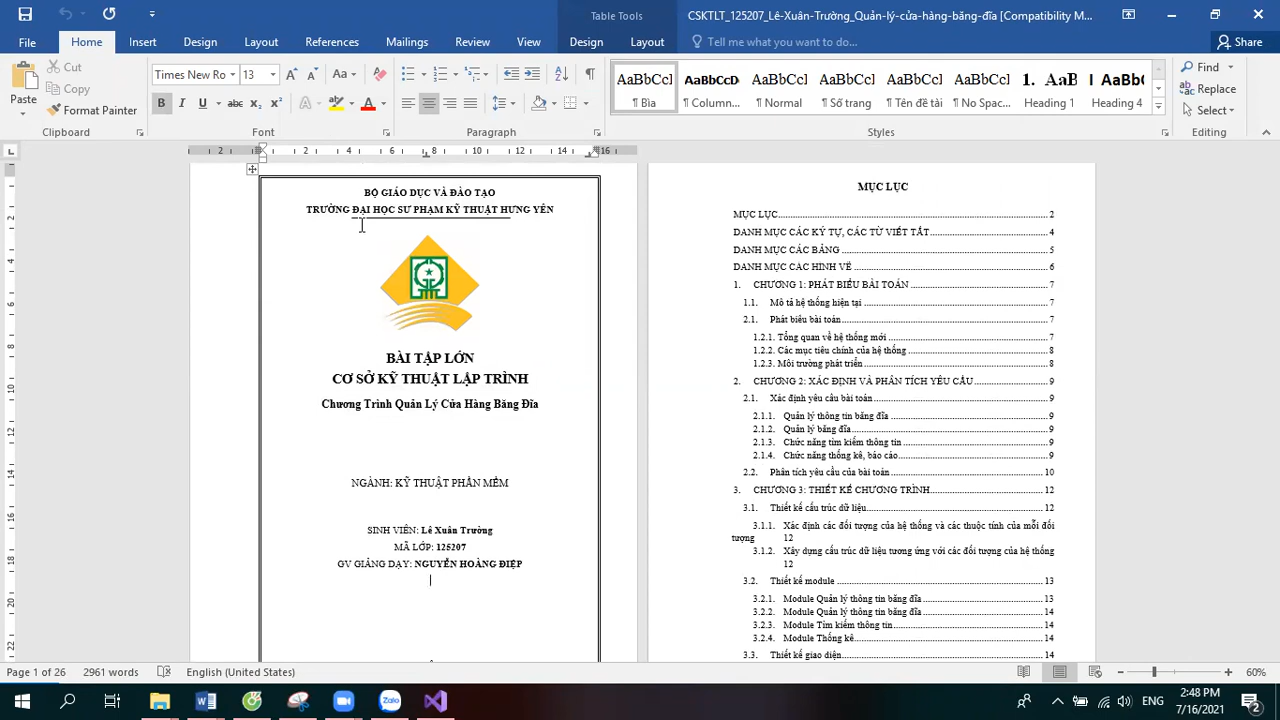 Table Tools
CSKTLT_125207_Lê-Xuân-Trường_Quản-lý-cửa-hàng-băng-đĩa [Compatibility M...
File Home Insert Design Layout References Mailings Review View Design Layout Tell me what you want to do Share
Paste
Cut
Copy
Format Painter
Clipboard
Times New Ro 13
Font
Paragraph
AaBbCcI AaBbCcD AaBbCcI AaBbCcI AaBbCcI AaBbCcI 1. AaB AaBbC
¶ Bìa ¶ Column... ¶ Normal ¶ Số trang ¶ Tên đề tài ¶ No Spac... Heading 1 Heading 4
Styles
Find
Replace
Select
Editing
BỘ GIÁO DỤC VÀ ĐÀO TẠO
TRƯỜNG ĐẠI HỌC SƯ PHẠM KỸ THUẬT HƯNG YÊN
BÀI TẬP LỚN
CƠ SỞ KỸ THUẬT LẬP TRÌNH
Chương Trình Quản Lý Cửa Hàng Băng Đĩa
NGÀNH: KỸ THUẬT PHẦN MỀM
SINH VIÊN: Lê Xuân Trường
MÃ LỚP: 125207
GV GIẢNG DẠY: NGUYỄN HOÀNG ĐIỆP
MỤC LỤC
MỤC LỤC 2
DANH MỤC CÁC KÝ TỰ, CÁC TỪ VIẾT TẮT 4
DANH MỤC CÁC BẢNG 5
DANH MỤC CÁC HÌNH VẼ 6
1. CHƯƠNG 1: PHÁT BIỂU BÀI TOÁN 7
1.1. Mô tả hệ thống hiện tại 7
2.1. Phát biểu bài toán 7
1.2.1. Tổng quan về hệ thống mới 7
1.2.2. Các mục tiêu chính của hệ thống 8
1.2.3. Môi trường phát triển 8
2. CHƯƠNG 2: XÁC ĐỊNH VÀ PHÂN TÍCH YÊU CẦU 9
2.1. Xác định yêu cầu bài toán 9
2.1.1. Quản lý thông tin băng đĩa 9
2.1.2. Quản lý băng đĩa 9
2.1.3. Chức năng tìm kiếm thông tin 9
2.1.4. Chức năng thống kê, báo cáo 9
2.2. Phân tích yêu cầu của bài toán 10
3. CHƯƠNG 3: THIẾT KẾ CHƯƠNG TRÌNH 12
3.1. Thiết kế cấu trúc dữ liệu 12
3.1.1. Xác định các đối tượng của hệ thống và các thuộc tính của mỗi đối
tượng 12
3.1.2. Xây dựng cấu trúc dữ liệu tương ứng với các đối tượng của hệ thống
12
3.2. Thiết kế module 13
3.2.1. Module Quản lý thông tin băng đĩa 13
3.2.2. Module Quản lý thông tin băng đĩa 14
3.2.3. Module Tìm kiếm thông tin 14
3.2.4. Module Thống kê 14
3.3. Thiết kế giao diện 14
Page 1 of 26 2961 words English (United States) 60%
Zalo
ENG
2:48 PM
7/16/2021
2